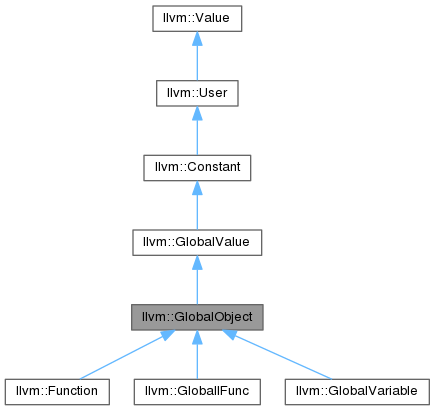 llvm::Value
llvm::User
llvm::Constant
llvm::GlobalValue
llvm::GlobalObject
llvm::Function
llvm::GlobalIFunc
llvm::GlobalVariable